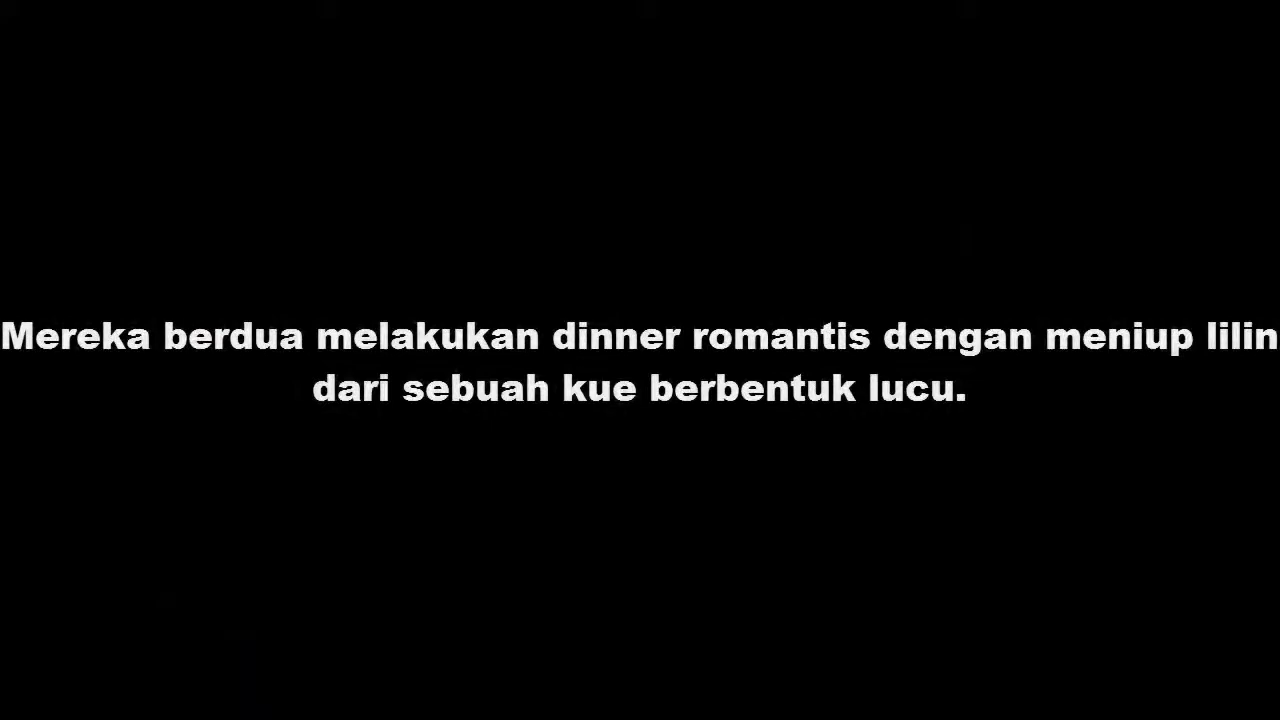 Mereka berdua melakukan dinner romantis dengan meniup lilin
dari sebuah kue berbentuk lucu.